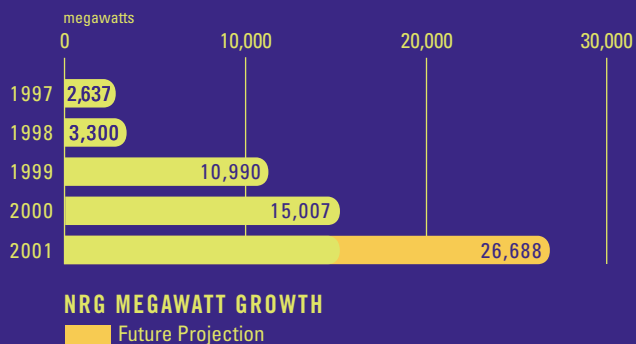 megawatts
0 10,000 20,000 30,000
1997 2,637
1998 3,300
1999 10,990
2000 15,007
2001 26,688
NRG MEGAWATT GROWTH
Future Projection